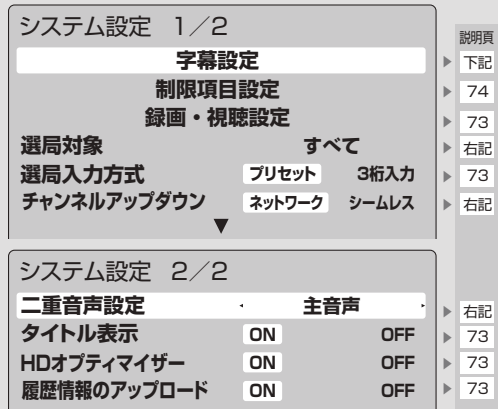 システム設定 1／2
説明頁
字幕設定 ▶ 下記
制限項目設定 ▶ 74
録画・視聴設定 ▶ 73
選局対象 すべて ▶ 右記
選局入力方式 プリセット 3桁入力 ▶ 73
チャンネルアップダウン ネットワーク シームレス ▶ 右記
▼
システム設定 2／2
二重音声設定 主音声 ▶ 右記
タイトル表示 ON OFF ▶ 73
HDオプティマイザー ON OFF ▶ 73
履歴情報のアップロード ON OFF ▶ 73